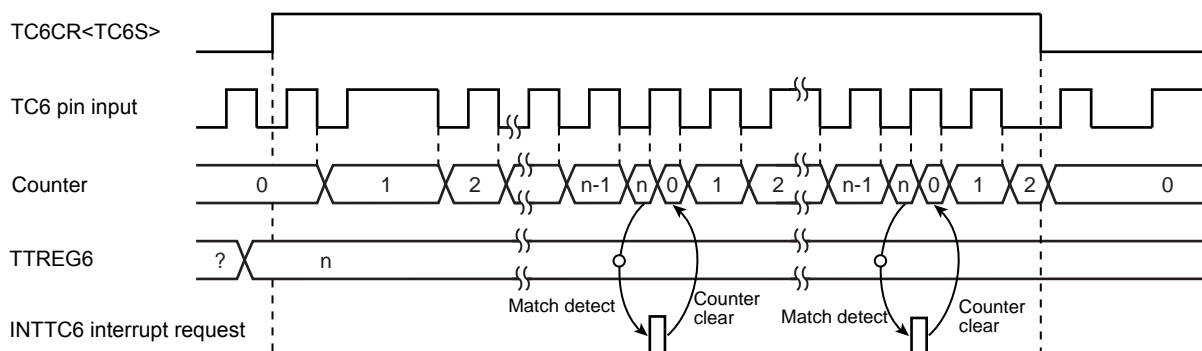 TC6CR<TC6S>
TC6 pin input
Counter 0 1 2 n-1 n 0 1 2 n-1 n 0 1 2 0
TTREG6 ? n
Match detect Counter clear Match detect Counter clear
INTTC6 interrupt request